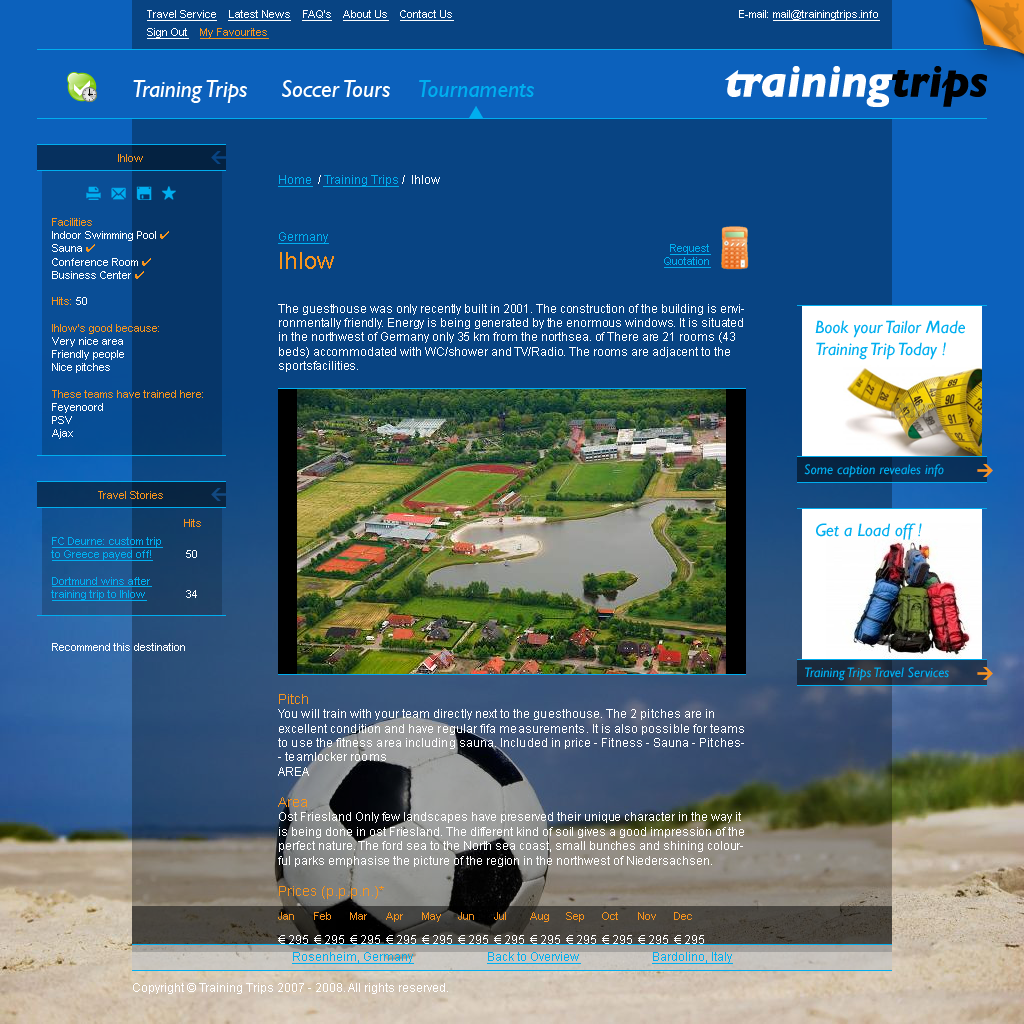 Travel Service Latest News FAQ's About Us Contact Us
E-mail: mail@trainingtrips.info
Sign Out My Favourites
Training Trips Soccer Tours Tournaments
trainingtrips
Ihlow
Facilities
Indoor Swimming Pool
Sauna
Conference Room
Business Center
Hits: 50
Ihlow's good because:
Very nice area
Friendly people
Nice pitches
These teams have trained here:
Feyenoord
PSV
Ajax
Travel Stories
Hits
FC Deurne: custom trip
to Greece payed off! 50
Dortmund wins after
training trip to Ihlow 34
Recommend this destination
Home / Training Trips / Ihlow
Germany
Ihlow
Request
Quotation
The guesthouse was only recently built in 2001. The construction of the building is envi-
ronmentally friendly. Energy is being generated by the enormous windows. It is situated
in the northwest of Germany only 35 km from the northsea. of There are 21 rooms (43
beds) accommodated with WC/shower and TV/Radio. The rooms are adjacent to the
sportsfacilities.
Pitch
You will train with your team directly next to the guesthouse. The 2 pitches are in
excellent condition and have regular fifa measurements. It is also possible for teams
to use the fitness area including sauna. Included in price - Fitness - Sauna - Pitches-
- teamlocker rooms
AREA
Area
Ost Friesland Only few landscapes have preserved their unique character in the way it
is being done in ost Friesland. The different kind of soil gives a good impression of the
perfect nature. The ford sea to the North sea coast, small bunches and shining colour-
ful parks emphasise the picture of the region in the northwest of Niedersachsen.
Prices (p.p.p.n.)*
Jan Feb Mar Apr May Jun Jul Aug Sep Oct Nov Dec
€ 295 € 295 € 295 € 295 € 295 € 295 € 295 € 295 € 295 € 295 € 295 € 295
Rosenheim, Germany Back to Overview Bardolino, Italy
Copyright © Training Trips 2007 - 2008. All rights reserved.
Book your Tailor Made
Training Trip Today !
89
90
91
92
Some caption reveales info
Get a Load off !
Training Trips Travel Services